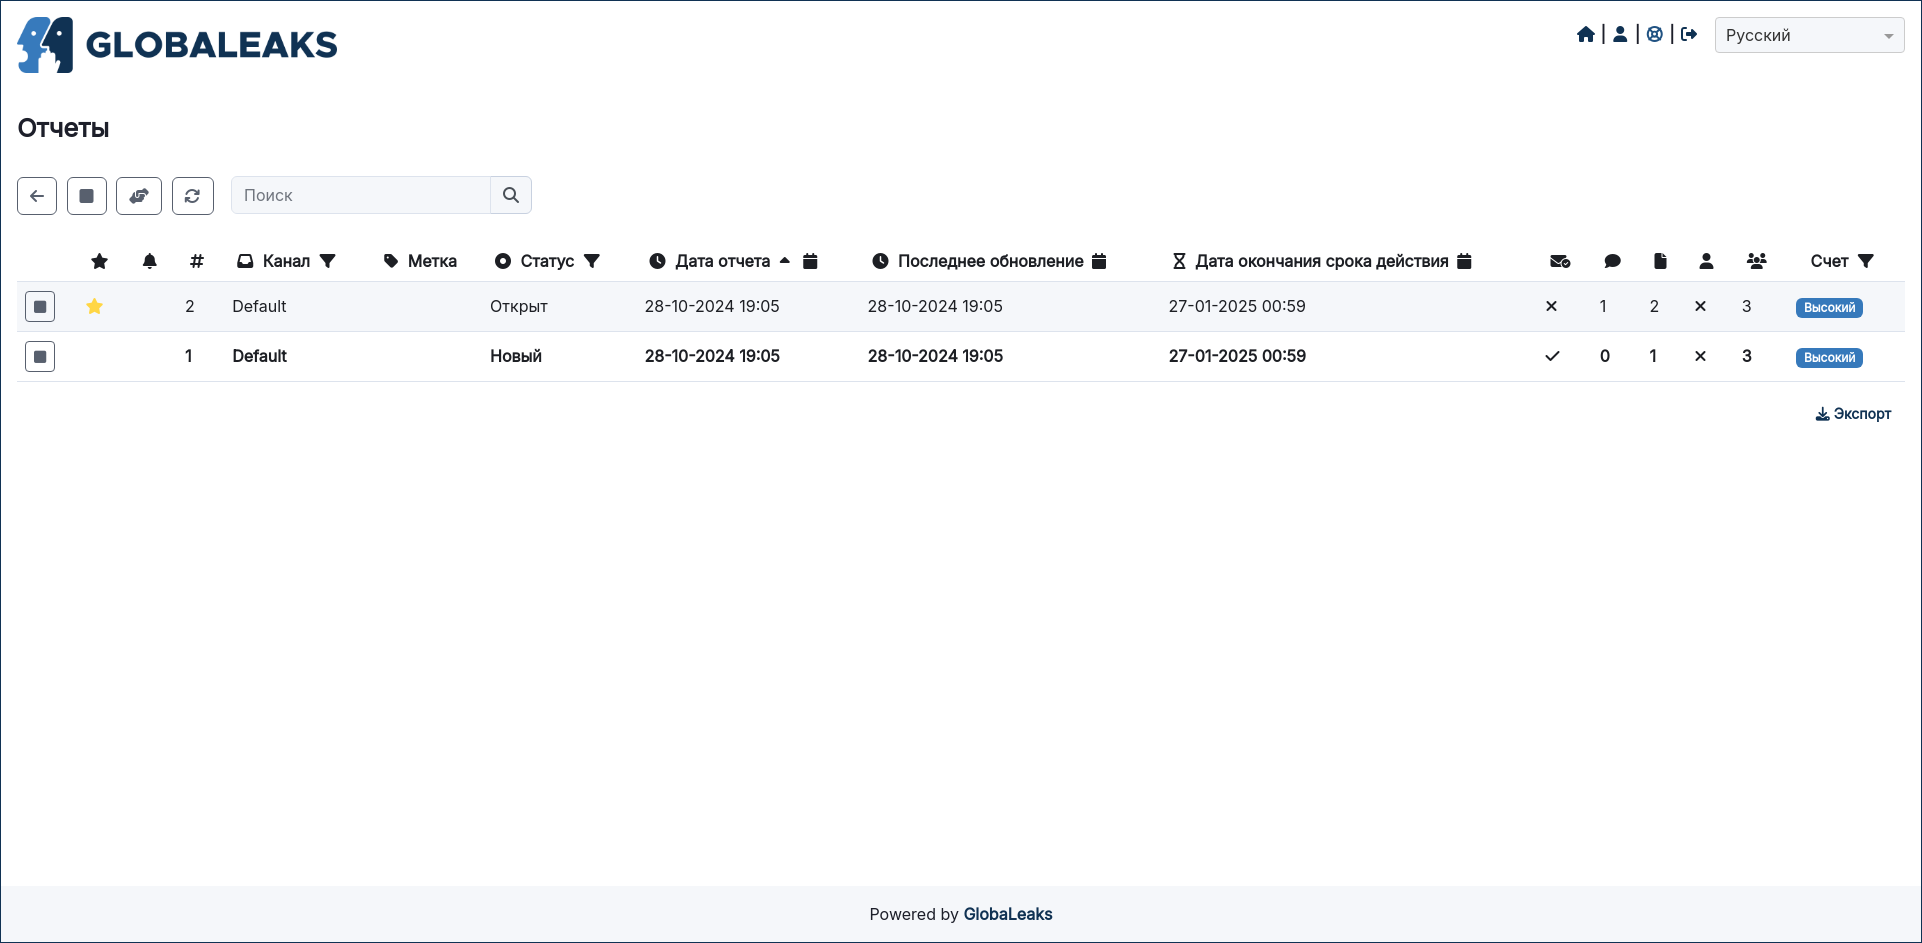 GLOBALEAKS
| | | Русский
Отчеты
Поиск
# Канал Метка Статус Дата отчета Последнее обновление Дата окончания срока действия Счет
2 Default Открыт 28-10-2024 19:05 28-10-2024 19:05 27-01-2025 00:59 1 2 3 Высокий
1 Default Новый 28-10-2024 19:05 28-10-2024 19:05 27-01-2025 00:59 0 1 3 Высокий
Экспорт
Powered by GlobaLeaks